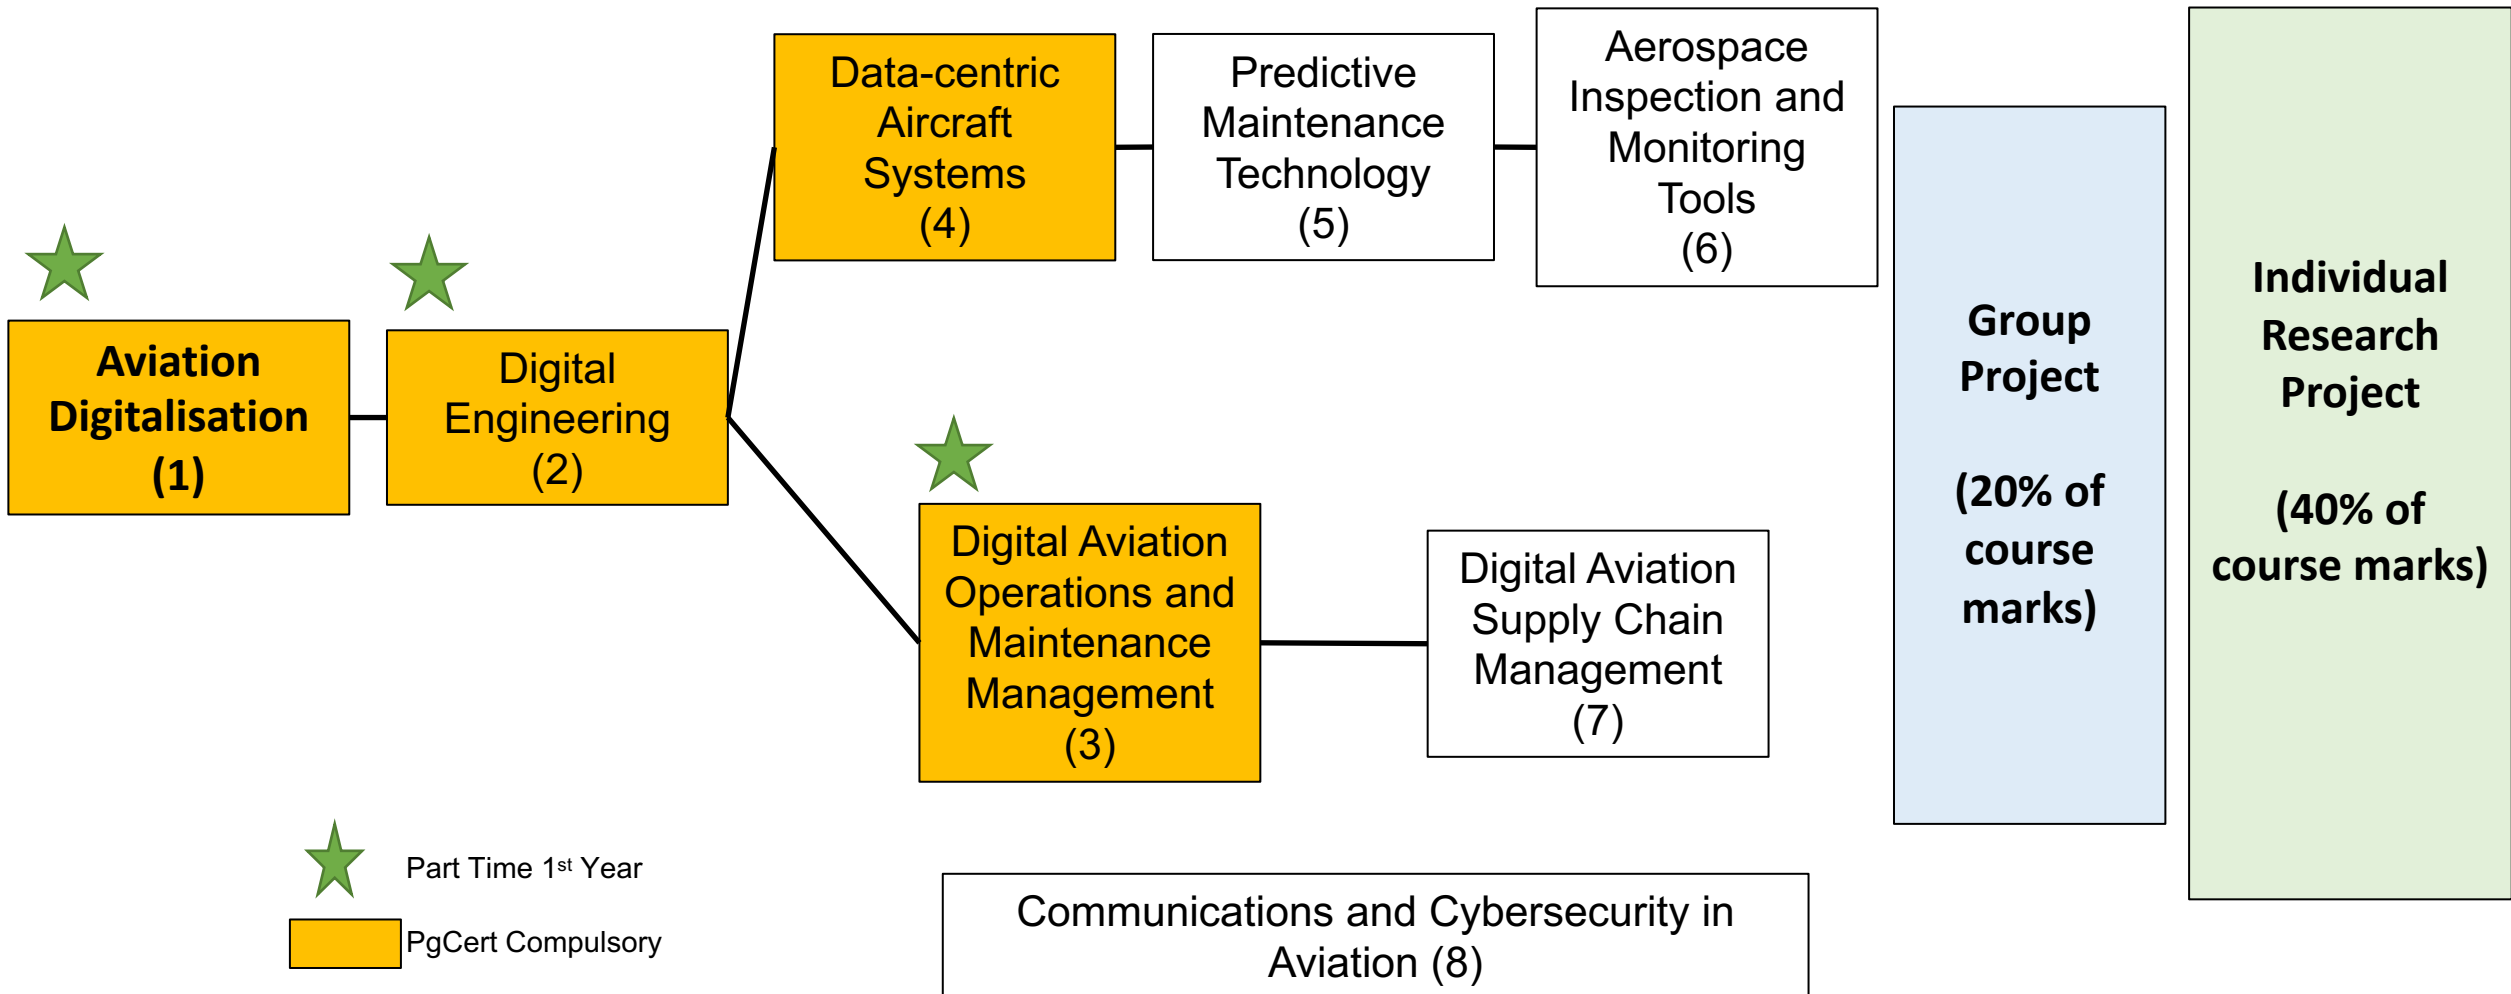 Aviation
Digitalisation
(1)
Digital
Engineering
(2)
Data-centric
Aircraft
Systems
(4)
Predictive
Maintenance
Technology
(5)
Aerospace
Inspection and
Monitoring
Tools
(6)
Digital Aviation
Operations and
Maintenance
Management
(3)
Digital Aviation
Supply Chain
Management
(7)
Group
Project
(20% of
course
marks)
Individual
Research
Project
(40% of
course marks)
Part Time 1st Year
PgCert Compulsory
Communications and Cybersecurity in
Aviation (8)